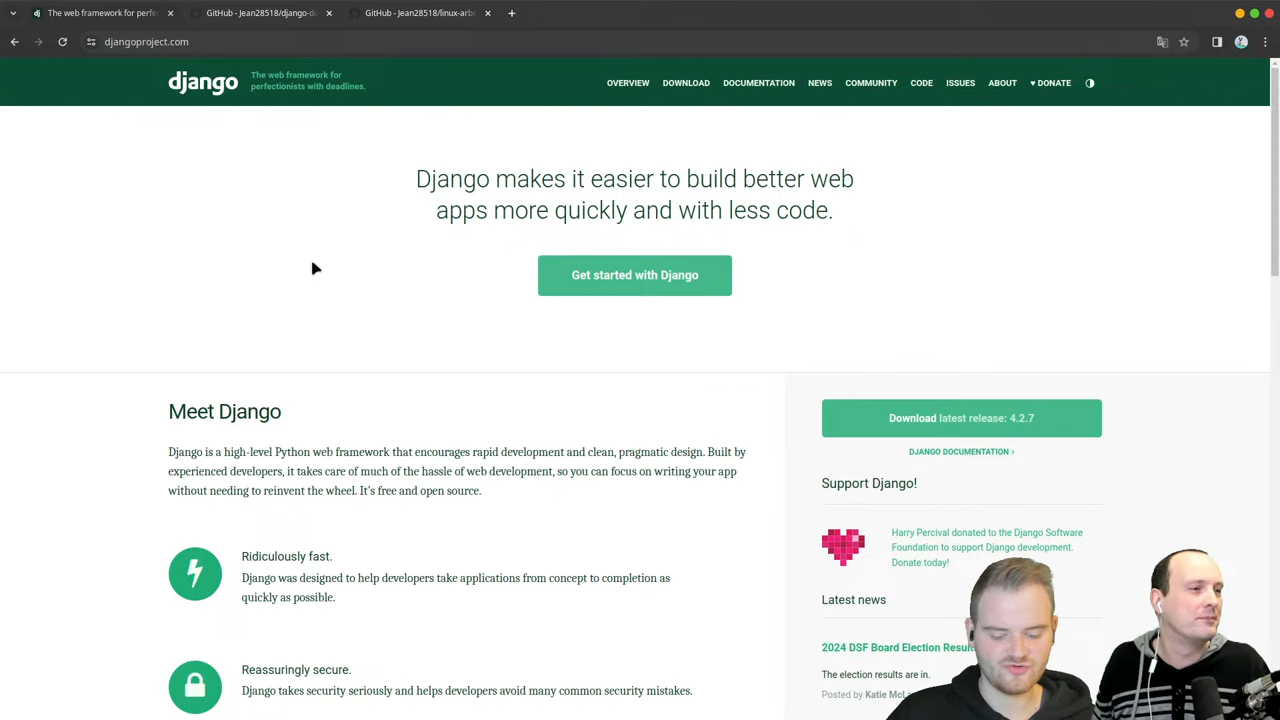 The web framework for perfe
GitHub - Jean28518/django-d
GitHub - Jean28518/linux-arb
djangoproject.com
django
The web framework for
perfectionists with deadlines.
OVERVIEW DOWNLOAD DOCUMENTATION NEWS COMMUNITY CODE ISSUES ABOUT ♥ DONATE
Django makes it easier to build better web
apps more quickly and with less code.
Get started with Django
Meet Django
Django is a high-level Python web framework that encourages rapid development and clean, pragmatic design. Built by
experienced developers, it takes care of much of the hassle of web development, so you can focus on writing your app
without needing to reinvent the wheel. It's free and open source.
Ridiculously fast.
Django was designed to help developers take applications from concept to completion as
quickly as possible.
Reassuringly secure.
Django takes security seriously and helps developers avoid many common security mistakes.
Download latest release: 4.2.7
DJANGO DOCUMENTATION ›
Support Django!
Harry Percival donated to the Django Software
Foundation to support Django development.
Donate today!
Latest news
2024 DSF Board Election Resul
The election results are in.
Posted by Katie McL